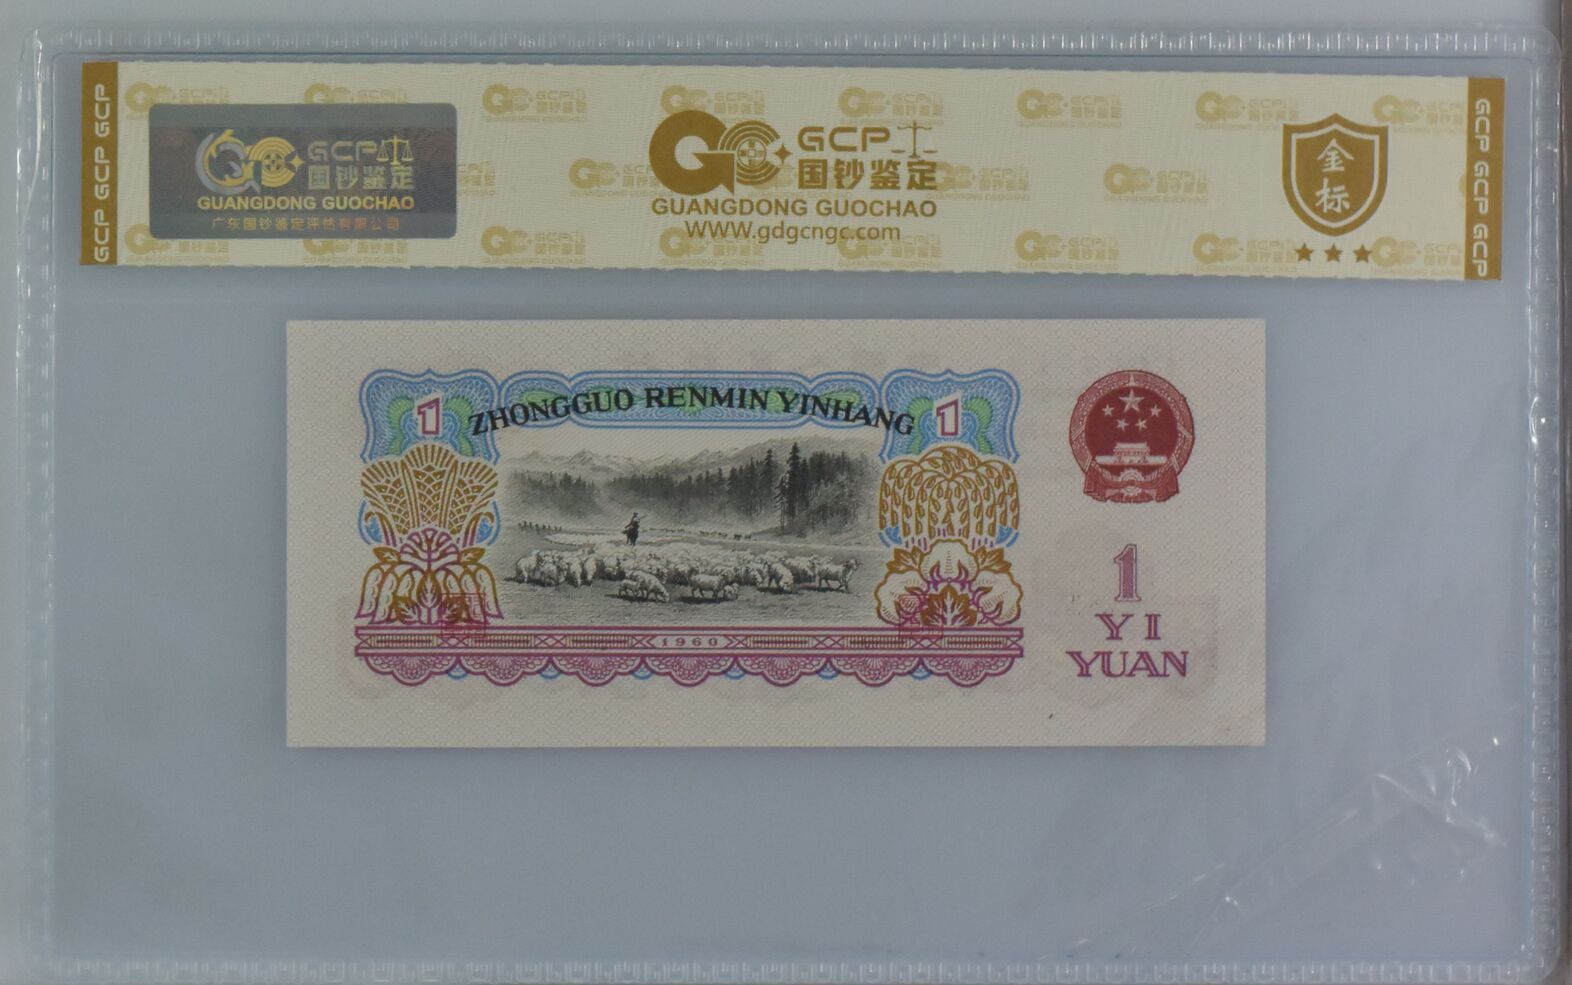 GCP GCP GCP
GCP
国钞鉴定
GUANGDONG GUOCHAO
广东国钞鉴定评估有限公司
GCP
国钞鉴定
GUANGDONG GUOCHAO
WWW.gdgcngc.com
金
标
GCP GCP GCP
1
ZHONGGUO RENMIN YINHANG
1
1960
1
YI
YUAN